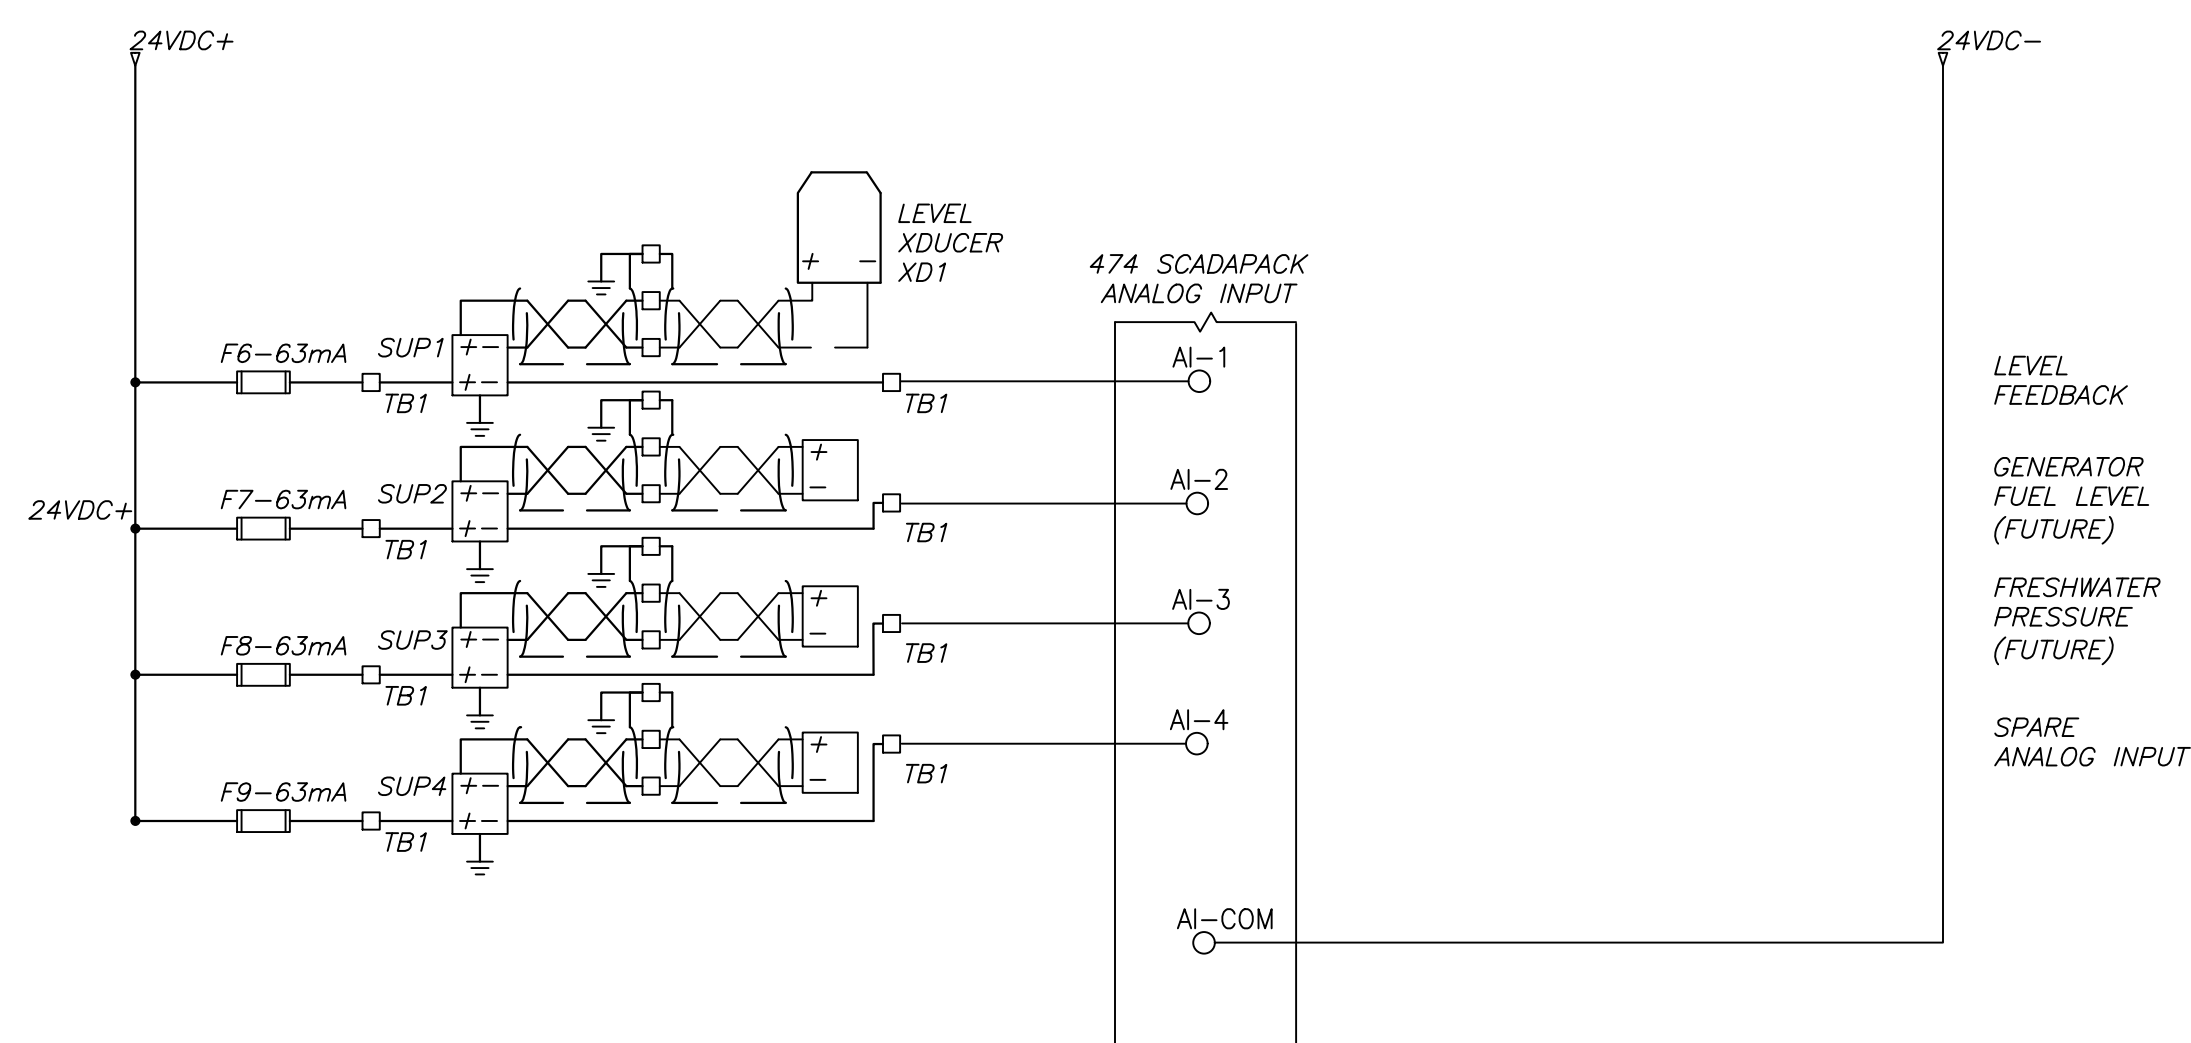 24VDC+
24VDC-
LEVEL
XDUCER
XD1
+ -
474 SCADAPACK
ANALOG INPUT
F6-63mA
SUP1
+ -
+ -
TB1
TB1
AI-1
LEVEL
FEEDBACK
24VDC+
F7-63mA
SUP2
+ -
+ -
TB1
+
-
TB1
AI-2
GENERATOR
FUEL LEVEL
(FUTURE)
F8-63mA
SUP3
+ -
+ -
TB1
+
-
TB1
AI-3
FRESHWATER
PRESSURE
(FUTURE)
F9-63mA
SUP4
+ -
+ -
TB1
+
-
TB1
AI-4
SPARE
ANALOG INPUT
AI-COM